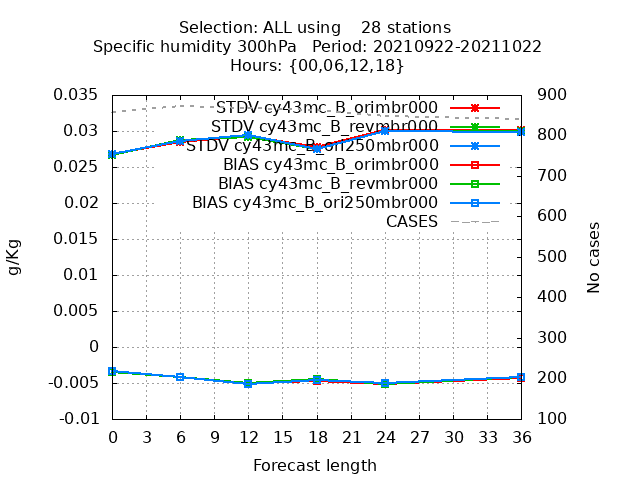 Selection: ALL using    28 stations
Specific humidity 300hPa   Period: 20210922-20211022
Hours: {00,06,12,18}
0.035
0.03
0.025
0.02
0.015
0.01
0.005
0
-0.005
-0.01
g/Kg
STDV cy43mc_B_orimbr000
STDV cy43mc_B_revmbr000
STDV cy43mc_B_ori250mbr000
BIAS cy43mc_B_orimbr000
BIAS cy43mc_B_revmbr000
BIAS cy43mc_B_ori250mbr000
CASES
900
800
700
600
500
400
300
200
100
No cases
0 3 6 9 12 15 18 21 24 27 30 33 36
Forecast length